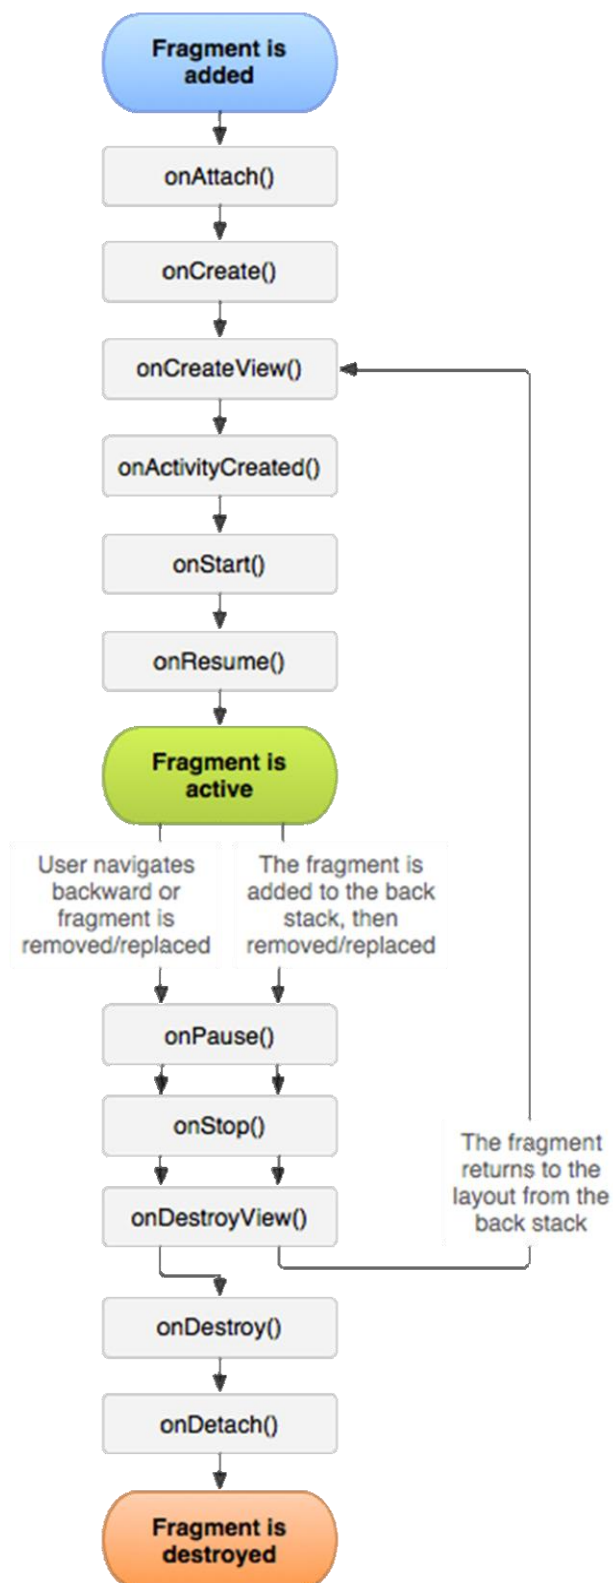 Fragment is
added
onAttach()
onCreate()
onCreateView()
onActivityCreated()
onStart()
onResume()
Fragment is
active
User navigates
backward or
fragment is
removed/replaced
The fragment is
added to the back
stack, then
removed/replaced
onPause()
onStop()
onDestroyView()
The fragment
returns to the
layout from the
back stack
onDestroy()
onDetach()
Fragment is
destroyed